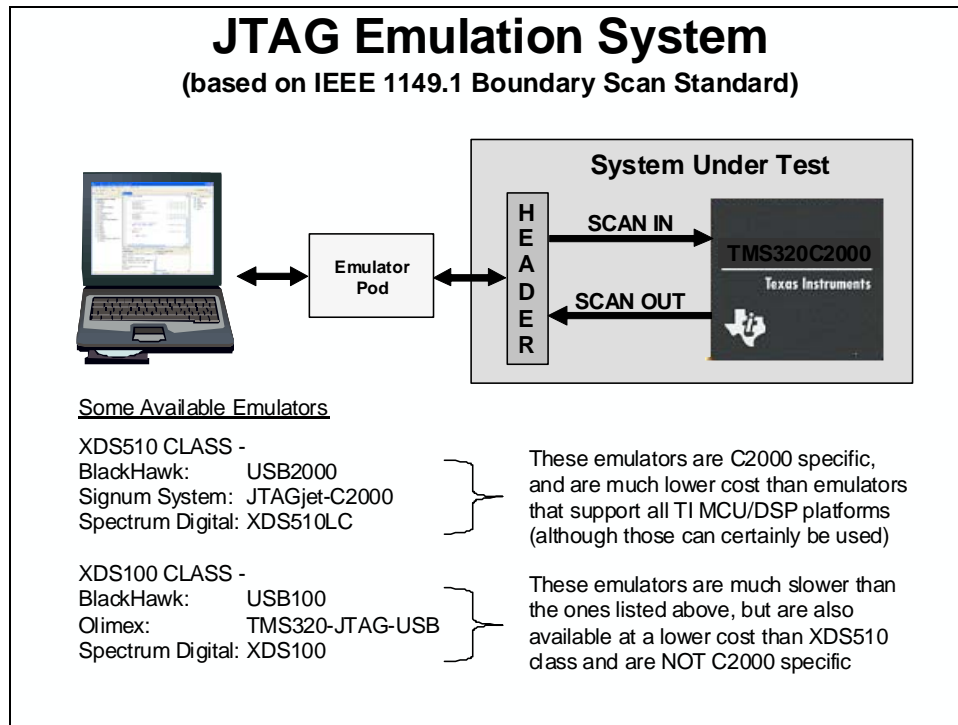 JTAG Emulation System
(based on IEEE 1149.1 Boundary Scan Standard)
System Under Test
Emulator
Pod
HEADER
SCAN IN
SCAN OUT
TMS320C2000
Texas Instruments
Some Available Emulators
XDS510 CLASS -
BlackHawk: USB2000
Signum System: JTAGjet-C2000
Spectrum Digital: XDS510LC
These emulators are C2000 specific,
and are much lower cost than emulators
that support all TI MCU/DSP platforms
(although those can certainly be used)
XDS100 CLASS -
BlackHawk: USB100
Olimex: TMS320-JTAG-USB
Spectrum Digital: XDS100
These emulators are much slower than
the ones listed above, but are also
available at a lower cost than XDS510
class and are NOT C2000 specific